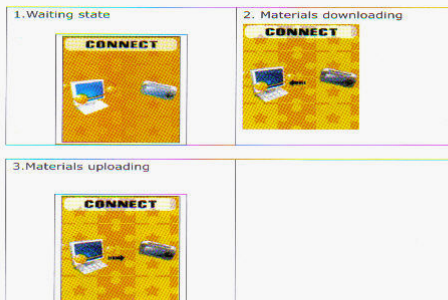 1.Waiting state
CONNECT
2. Materials downloading
CONNECT
3.Materials uploading
CONNECT